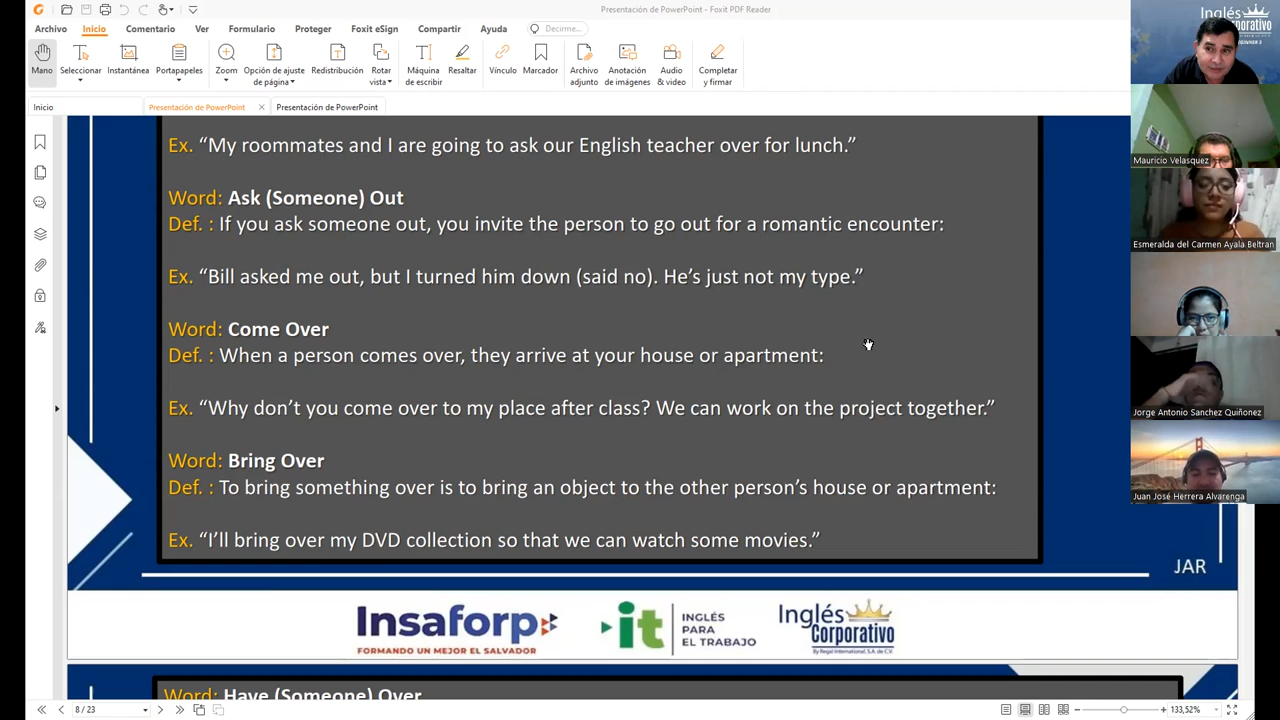 Presentación de PowerPoint - Foxit PDF Reader
Archivo Inicio Comentario Ver Formulario Proteger Foxit eSign Compartir Ayuda Decirme...
Mano Seleccionar Instantánea Portapapeles Zoom Opción de ajuste de página Redistribución Rotar vista Máquina de escribir Resaltar Vínculo Marcador Archivo adjunto Anotación de imágenes Audio & video Completar y firmar
Inicio Presentación de PowerPoint Presentación de PowerPoint
Ex. “My roommates and I are going to ask our English teacher over for lunch.”
Word: Ask (Someone) Out
Def. : If you ask someone out, you invite the person to go out for a romantic encounter:
Ex. “Bill asked me out, but I turned him down (said no). He’s just not my type.”
Word: Come Over
Def. : When a person comes over, they arrive at your house or apartment:
Ex. “Why don’t you come over to my place after class? We can work on the project together.”
Word: Bring Over
Def. : To bring something over is to bring an object to the other person’s house or apartment:
Ex. “I’ll bring over my DVD collection so that we can watch some movies.”
JAR
Insaforp
FORMANDO UN MEJOR EL SALVADOR
it INGLÉS PARA EL TRABAJO
Inglés Corporativo
By Regal International, S.A. de C.V.
Word: Have (Someone) Over
8 / 23
133,52%
Inglés Corporativo
Mauricio Velasquez
Esmeralda del Carmen Ayala Beltran
Jorge Antonio Sanchez Quiñonez
Juan José Herrera Alvarenga